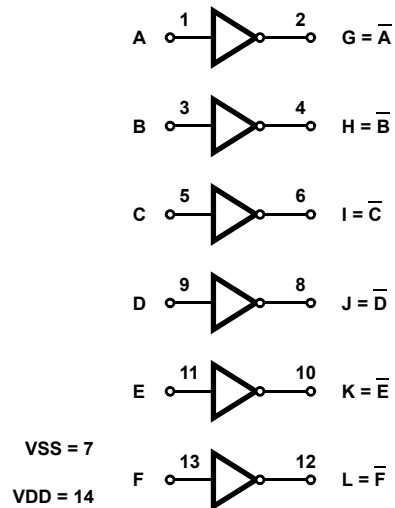 A 1 2 G = A̅
B 3 4 H = B̅
C 5 6 I = C̅
D 9 8 J = D̅
E 11 10 K = E̅
VSS = 7
F 13 12 L = F̅
VDD = 14